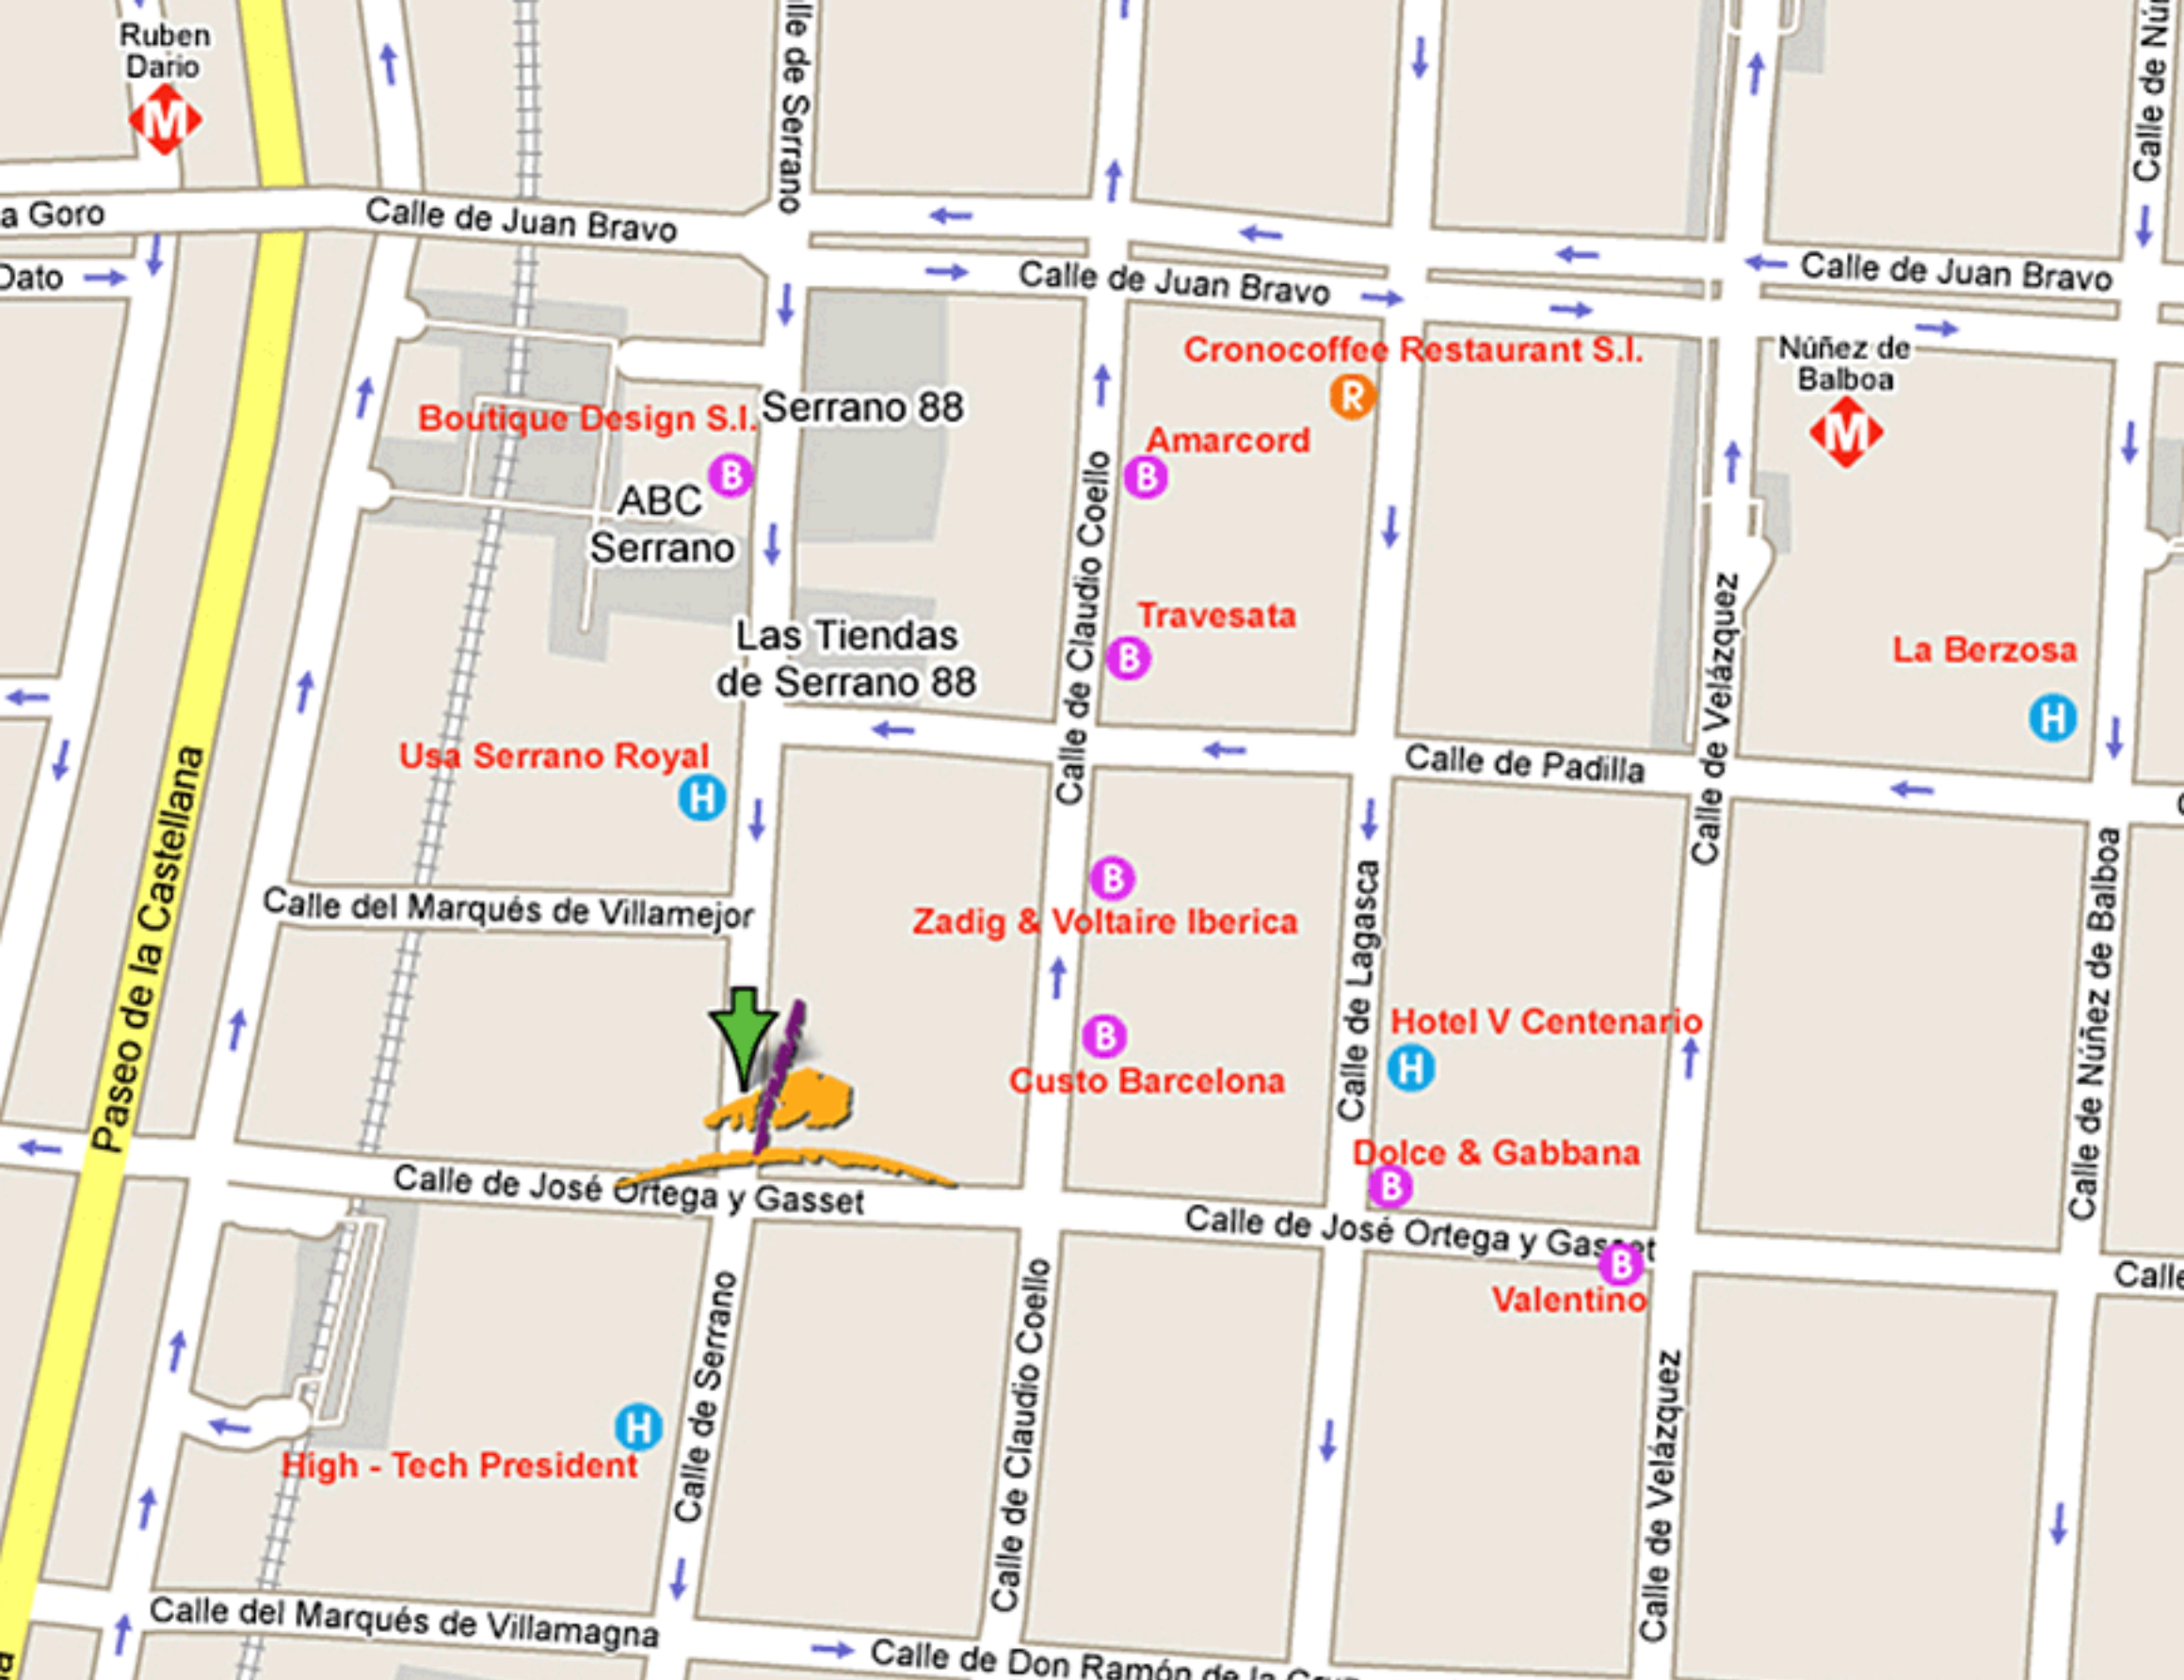 Ruben
Dario
M
a Goro
Dato
Calle de Juan Bravo
lle de Serrano
Calle de Juan Bravo
Calle de Juan Bravo
Calle de Nú
Cronocoffee Restaurant S.l.
R
Núñez de
Balboa
M
Boutique Design S.l.
B
Serrano 88
ABC
Serrano
Amarcord
B
Travesata
B
Las Tiendas
de Serrano 88
Calle de Claudio Coello
Calle de Velázquez
La Berzosa
H
Usa Serrano Royal
H
Calle de Padilla
Paseo de la Castellana
Calle del Marqués de Villamejor
B
Zadig & Voltaire Iberica
Calle de Lagasca
Calle de Núñez de Balboa
B
Custo Barcelona
Hotel V Centenario
H
Dolce & Gabbana
B
Calle de José Ortega y Gasset
Calle de José Ortega y Gasset
B
Valentino
Calle
Calle de Serrano
Calle de Claudio Coello
Calle de Velázquez
H
High - Tech President
Calle del Marqués de Villamagna
Calle de Don Ramón de la Cruz